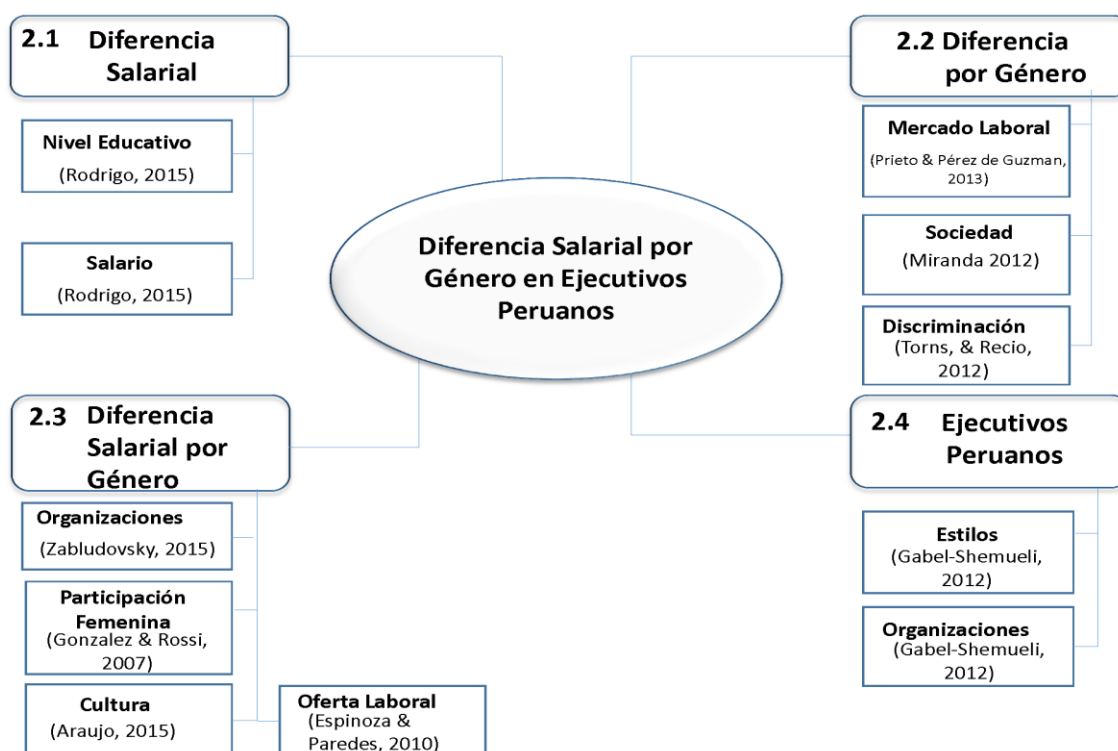 2.1 Diferencia
Salarial
Nivel Educativo
(Rodrigo, 2015)
Salario
(Rodrigo, 2015)
2.2 Diferencia
por Género
Mercado Laboral
(Prieto & Pérez de Guzman,
2013)
Sociedad
(Miranda 2012)
Discriminación
(Torns, & Recio,
2012)
Diferencia Salarial por
Género en Ejecutivos
Peruanos
2.3 Diferencia
Salarial por
Género
Organizaciones
(Zabludovsky, 2015)
Participación
Femenina
(Gonzalez & Rossi,
2007)
Cultura
(Araujo, 2015)
Oferta Laboral
(Espinoza &
Paredes, 2010)
2.4 Ejecutivos
Peruanos
Estilos
(Gabel-Shemueli,
2012)
Organizaciones
(Gabel-Shemueli,
2012)